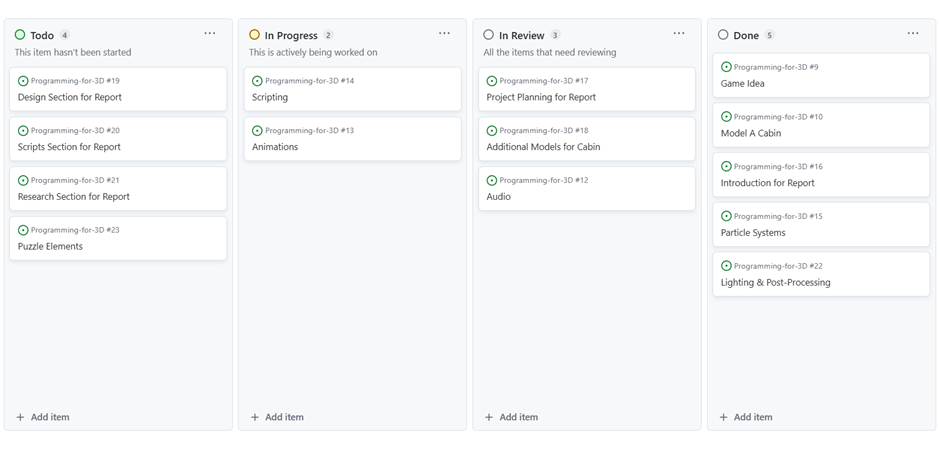 Todo 4
This item hasn't been started
Programming-for-3D #19
Design Section for Report
Programming-for-3D #20
Scripts Section for Report
Programming-for-3D #21
Research Section for Report
Programming-for-3D #23
Puzzle Elements
+ Add item
In Progress 2
This is actively being worked on
Programming-for-3D #14
Scripting
Programming-for-3D #13
Animations
+ Add item
In Review 3
All the items that need reviewing
Programming-for-3D #17
Project Planning for Report
Programming-for-3D #18
Additional Models for Cabin
Programming-for-3D #12
Audio
+ Add item
Done 5
Programming-for-3D #9
Game Idea
Programming-for-3D #10
Model A Cabin
Programming-for-3D #16
Introduction for Report
Programming-for-3D #15
Particle Systems
Programming-for-3D #22
Lighting & Post-Processing
+ Add item